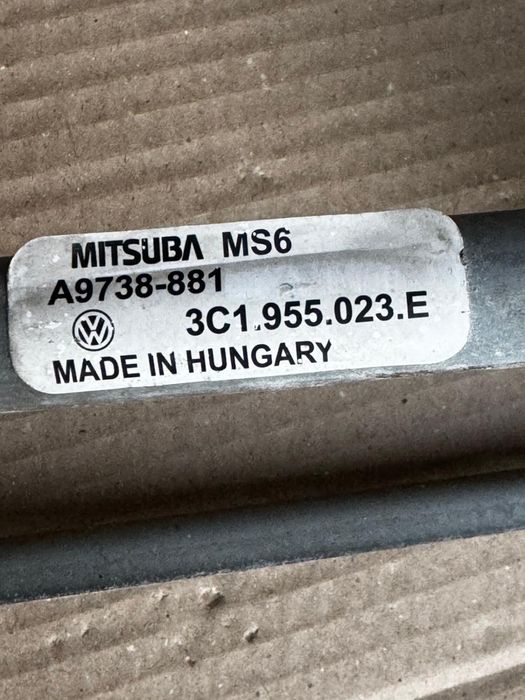 MITSUBA MS6
A9738-881
3C1.955.023.E
MADE IN HUNGARY